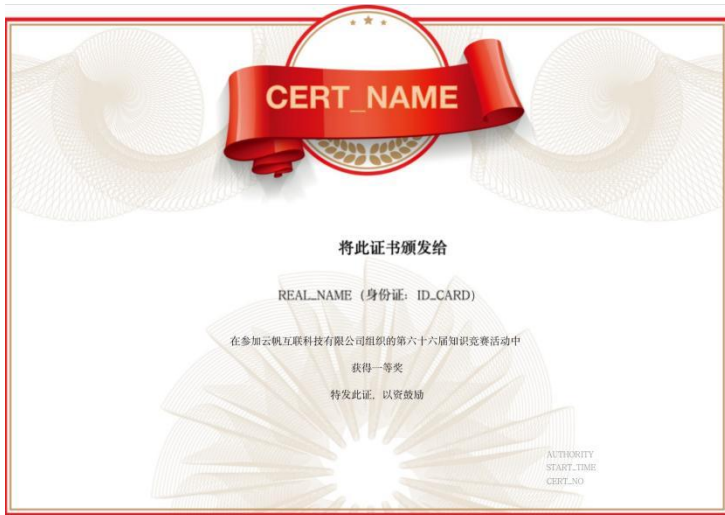 CERT_NAME
将此证书颁发给
REAL_NAME（身份证：ID_CARD）
在参加云帆互联科技有限公司组织的第六十六届知识竞赛活动中
获得一等奖
特发此证，以资鼓励
AUTHORITY
START_TIME
CERT_NO